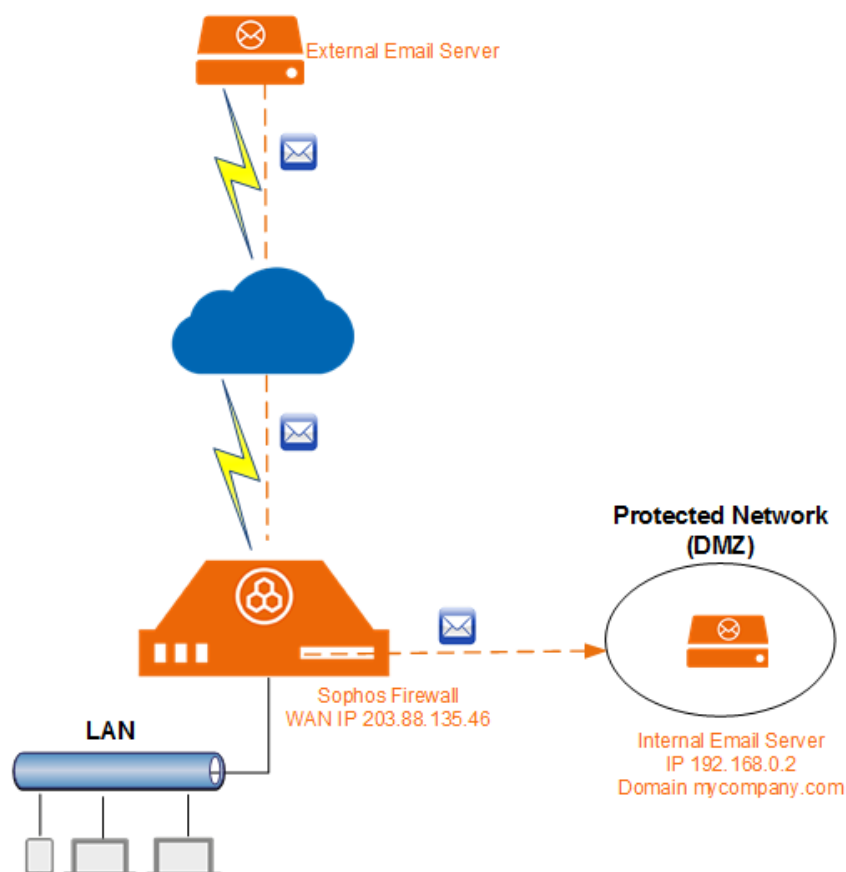 External Email Server
Protected Network
(DMZ)
Sophos Firewall
WAN IP 203.88.135.46
LAN
Internal Email Server
IP 192.168.0.2
Domain mycompany.com